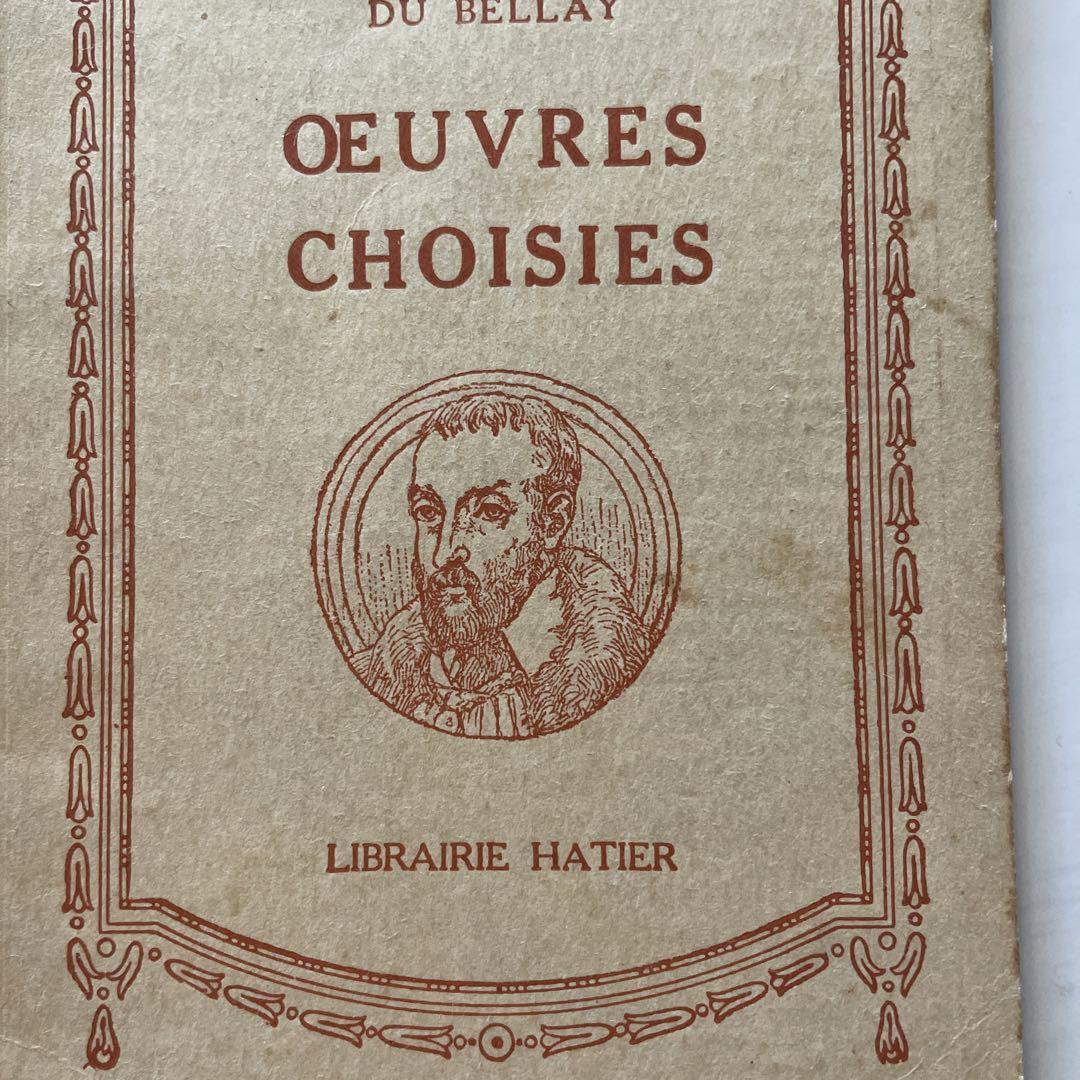 DU BELLAY
ŒUVRES
CHOISIES
LIBRAIRIE HATIER